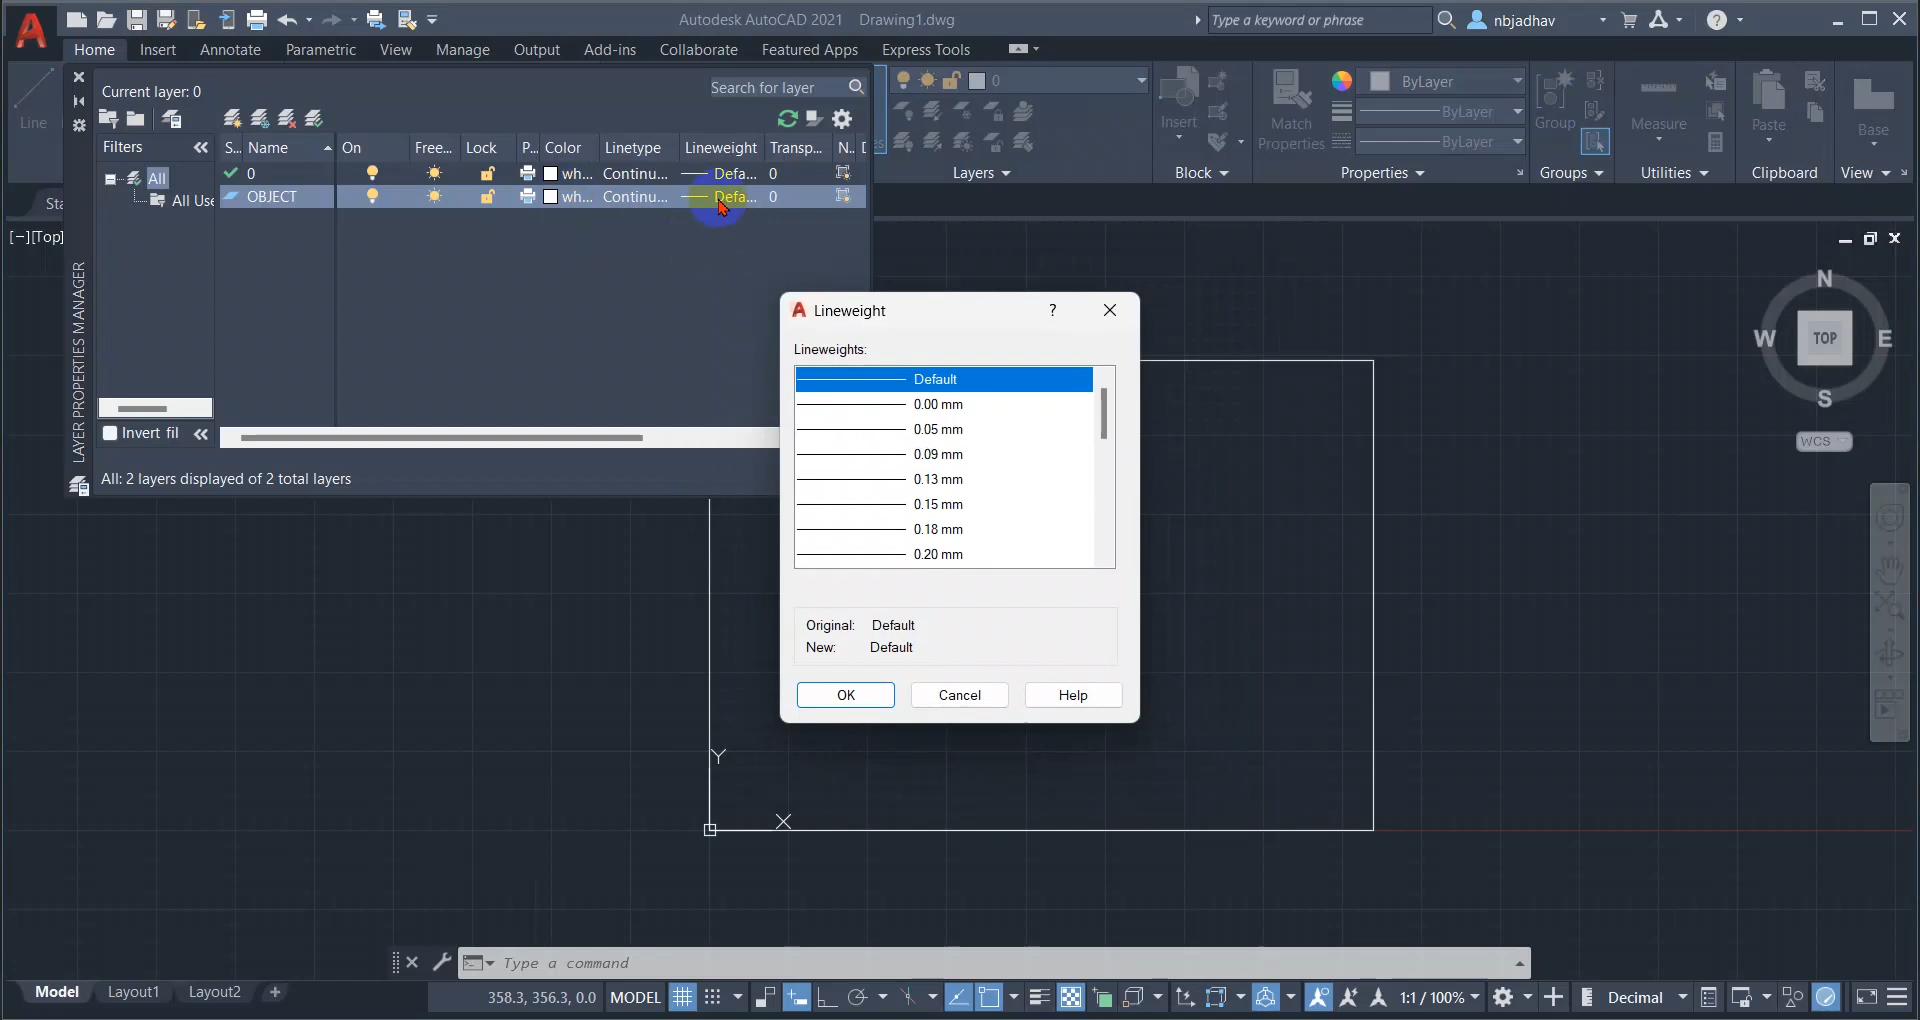 Autodesk AutoCAD 2021 Drawing1.dwg
Type a keyword or phrase
nbjadhav
Home Insert Annotate Parametric View Manage Output Add-ins Collaborate Featured Apps Express Tools
Line
Current layer: 0
Search for layer
Filters
S.. Name On Free... Lock P.. Color Linetype Lineweight Transp... N.. D
All
0 wh... Continu... Defa... 0
All Use
OBJECT wh... Continu... Defa... 0
Invert fil
All: 2 layers displayed of 2 total layers
LAYER PROPERTIES MANAGER
0
Layers
Insert
Block
Match
Properties
ByLayer
ByLayer
ByLayer
Properties
Group
Groups
Measure
Utilities
Paste
Clipboard
Base
View
Sta
[−][Top]
N
W TOP E
S
WCS
Lineweight
?
Lineweights:
Default
0.00 mm
0.05 mm
0.09 mm
0.13 mm
0.15 mm
0.18 mm
0.20 mm
Original: Default
New: Default
OK Cancel Help
Y
X
Type a command
Model Layout1 Layout2 +
358.3, 356.3, 0.0 MODEL 1:1 / 100% Decimal